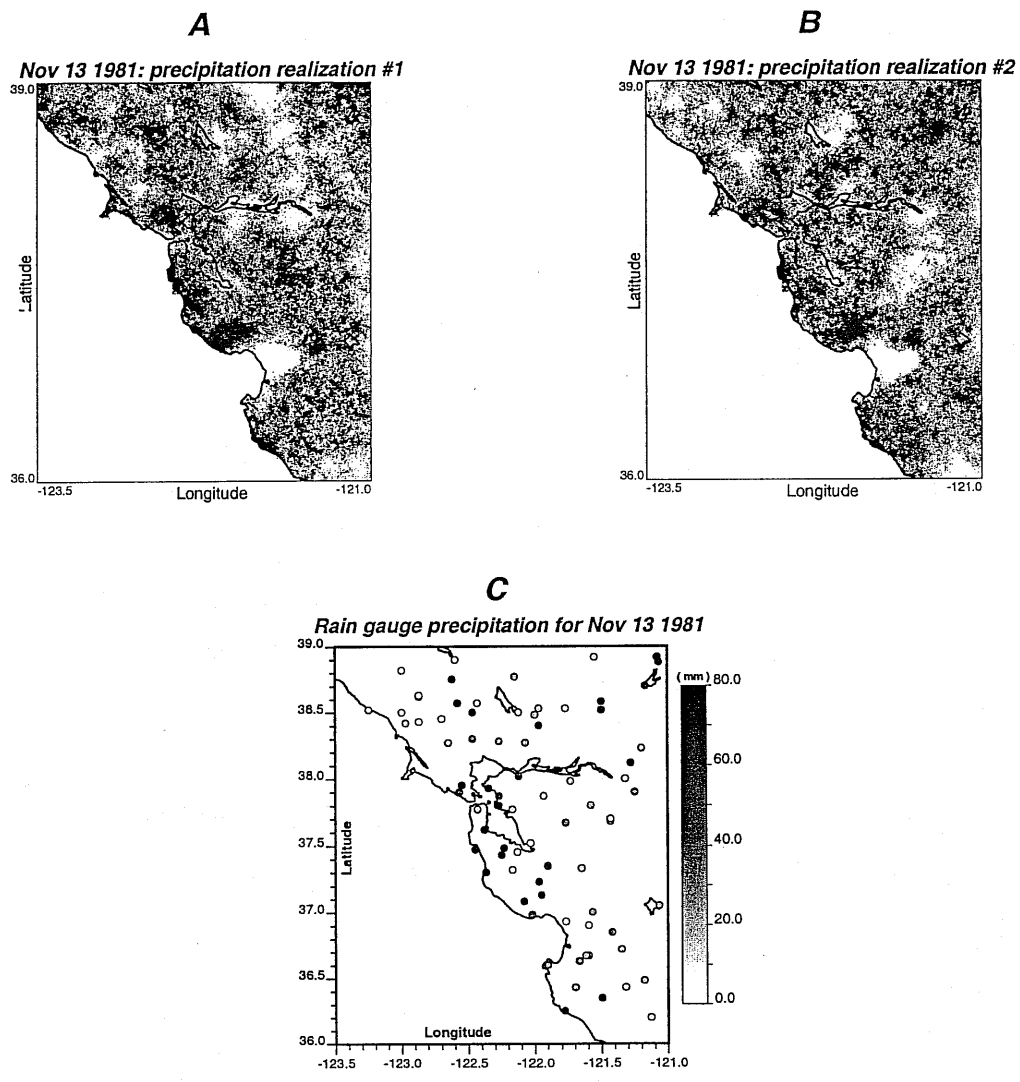 A
B
Nov 13 1981: precipitation realization #1
Nov 13 1981: precipitation realization #2
39.0
39.0
Latitude
Latitude
36.0
36.0
-123.5
Longitude
-121.0
-123.5
Longitude
-121.0
C
Rain gauge precipitation for Nov 13 1981
39.0
38.5
38.0
37.5
37.0
36.5
36.0
Latitude
Longitude
-123.5 -123.0 -122.5 -122.0 -121.5 -121.0
(mm) 80.0
60.0
40.0
20.0
0.0